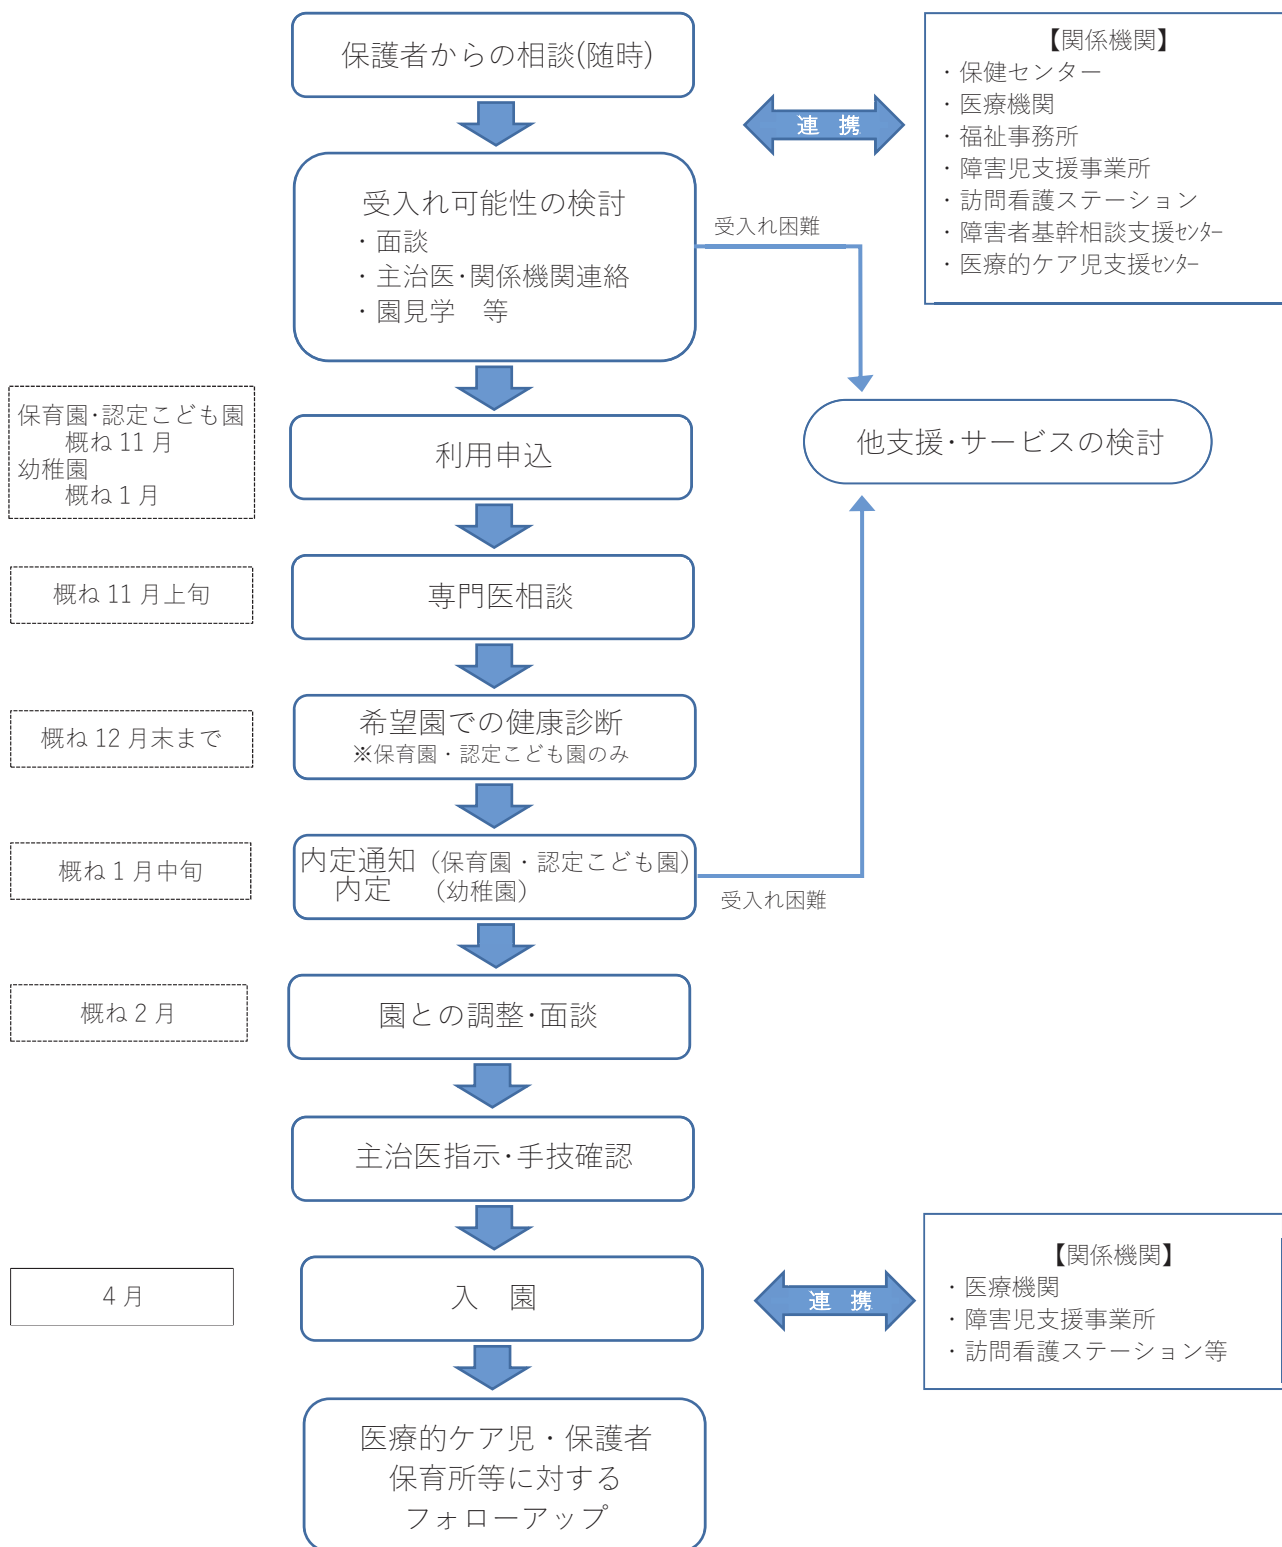 保護者からの相談(随時)
連 携
【関係機関】
・保健センター
・医療機関
・福祉事務所
・障害児支援事業所
・訪問看護ステーション
・障害者基幹相談支援ｾﾝﾀｰ
・医療的ケア児支援ｾﾝﾀｰ
受入れ可能性の検討
・面談
・主治医・関係機関連絡
・園見学 等
受入れ困難
保育園・認定こども園
概ね 11 月
幼稚園
概ね 1 月
利用申込
他支援・サービスの検討
概ね 11 月上旬
専門医相談
概ね 12 月末まで
希望園での健康診断
※保育園・認定こども園のみ
概ね 1 月中旬
内定通知 (保育園・認定こども園)
内定 (幼稚園)
受入れ困難
概ね 2 月
園との調整・面談
主治医指示・手技確認
4 月
入 園
連 携
【関係機関】
・医療機関
・障害児支援事業所
・訪問看護ステーション等
医療的ケア児・保護者
保育所等に対する
フォローアップ